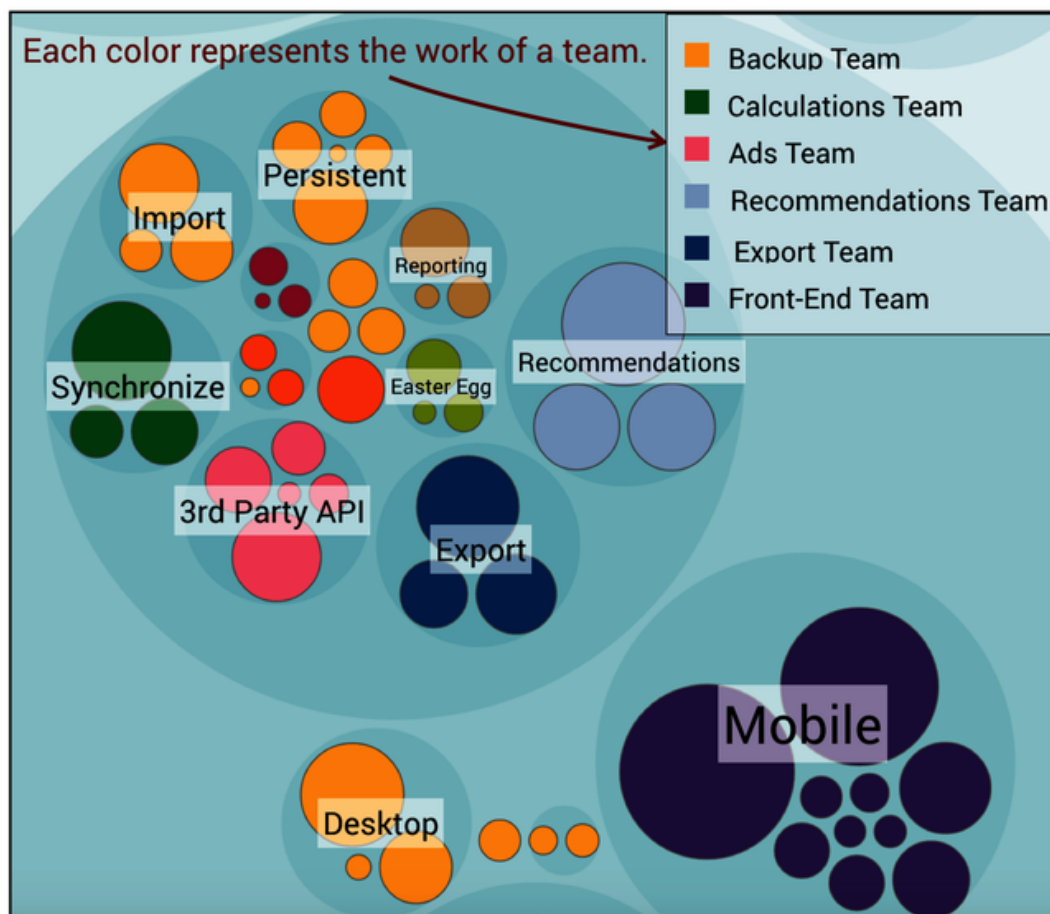 Each color represents the work of a team.
Backup Team
Calculations Team
Ads Team
Recommendations Team
Export Team
Front-End Team
Persistent
Import
Reporting
Recommendations
Synchronize
Easter Egg
3rd Party API
Export
Mobile
Desktop